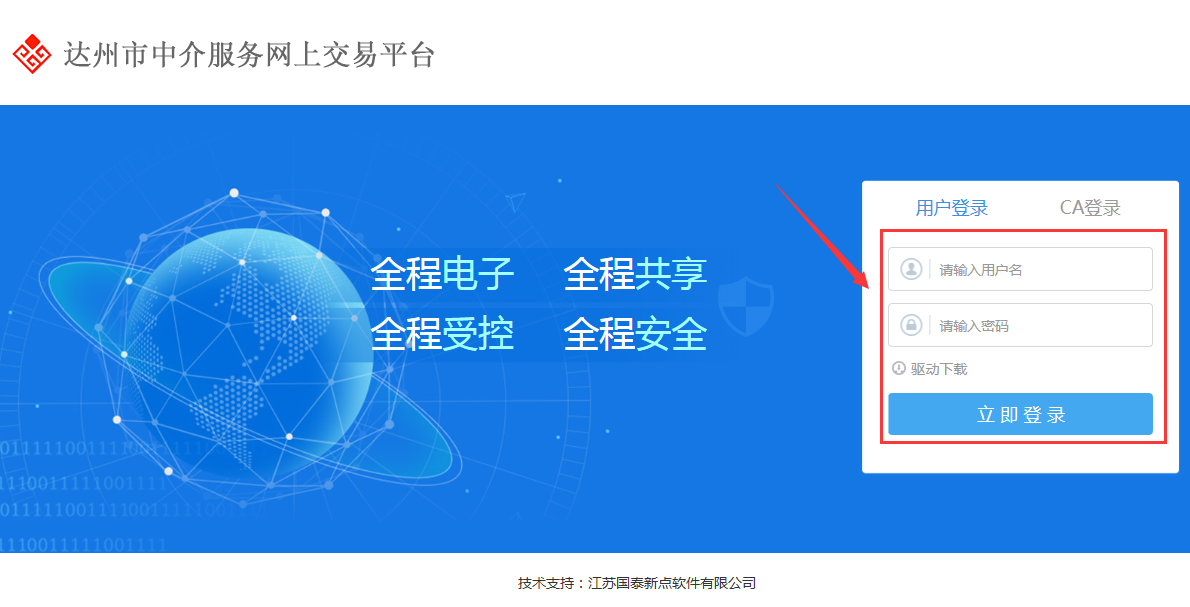 达州市中介服务网上交易平台
用户登录 CA登录
全程电子 全程共享
全程受控 全程安全
请输入用户名
请输入密码
驱动下载
立即登录
技术支持：江苏国泰新点软件有限公司